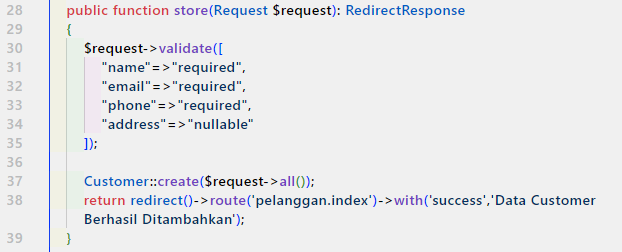 28 public function store(Request $request): RedirectResponse
29 {
30 $request->validate([
31 "name"=>"required",
32 "email"=>"required",
33 "phone"=>"required",
34 "address"=>"nullable"
35 ]);
36
37 Customer::create($request->all());
38 return redirect()->route('pelanggan.index')->with('success','Data Customer
Berhasil Ditambahkan');
39 }